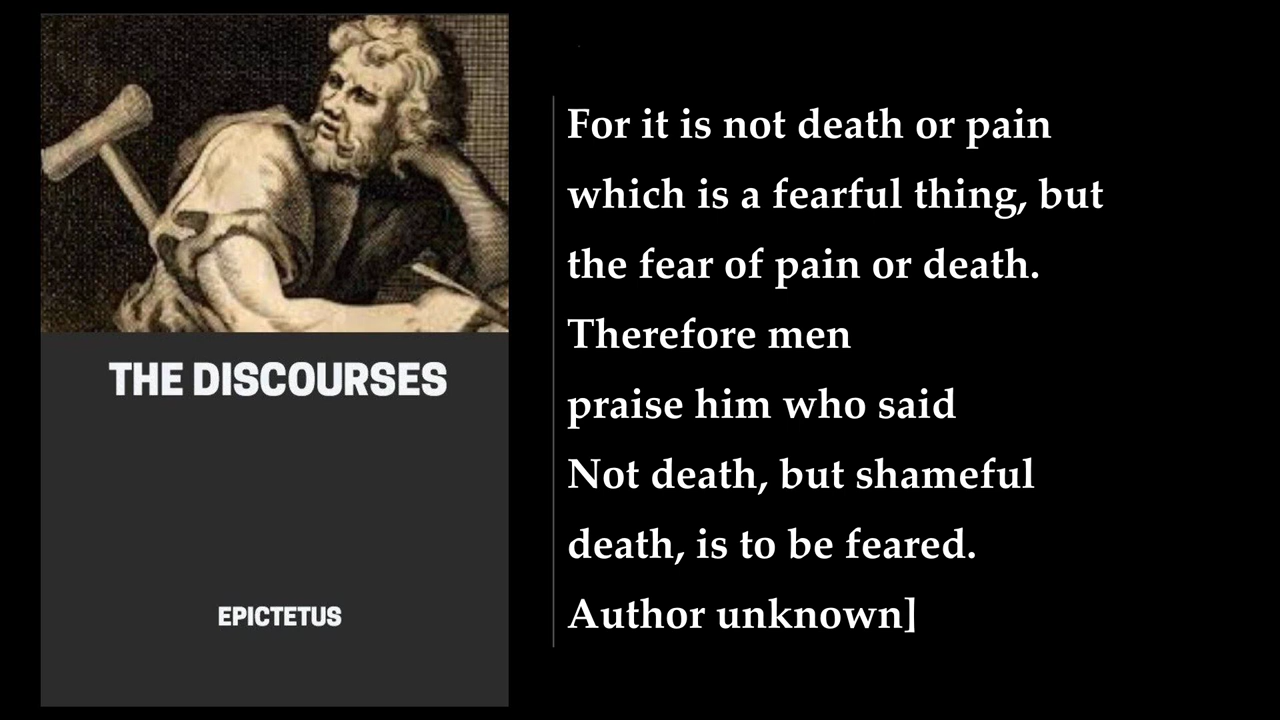 THE DISCOURSES
EPICTETUS
For it is not death or pain
which is a fearful thing, but
the fear of pain or death.
Therefore men
praise him who said
Not death, but shameful
death, is to be feared.
Author unknown]